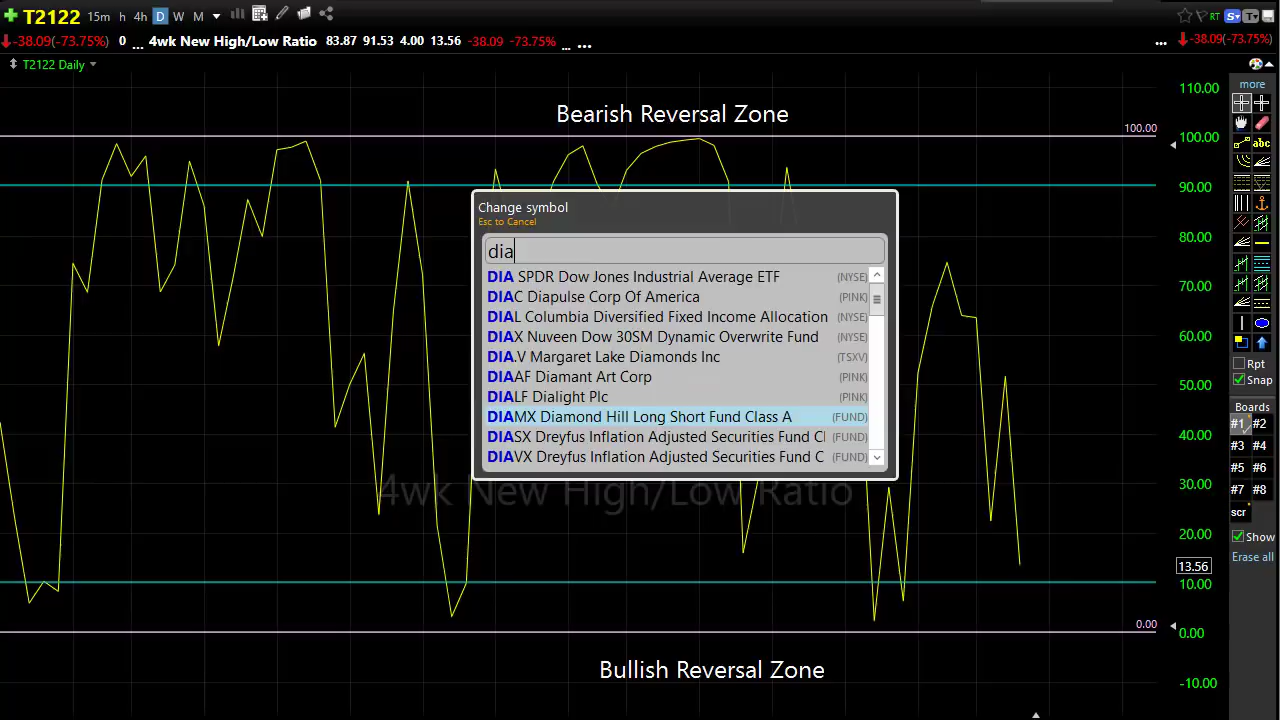 T2122 15m h 4h D W M
RT S T
-38.09(-73.75%) 0 ... 4wk New High/Low Ratio 83.87 91.53 4.00 13.56 -38.09 -73.75% ... ...
... -38.09(-73.75%)
T2122 Daily
more
110.00
Bearish Reversal Zone
100.00
100.00
abc
90.00
Change symbol
Esc to Cancel
80.00
dia
DIA SPDR Dow Jones Industrial Average ETF (NYSE)
DIAC Diapulse Corp Of America (PINK)
70.00
DIAL Columbia Diversified Fixed Income Allocation (NYSE)
DIAX Nuveen Dow 30SM Dynamic Overwrite Fund (NYSE)
60.00
DIA.V Margaret Lake Diamonds Inc (TSXV)
Rpt
DIAAF Diamant Art Corp (PINK)
Snap
50.00
DIALF Dialight Plc (PINK)
Boards
DIAMX Diamond Hill Long Short Fund Class A (FUND)
#1 #2
40.00
DIASX Dreyfus Inflation Adjusted Securities Fund Cl (FUND)
#3 #4
DIAVX Dreyfus Inflation Adjusted Securities Fund C (FUND)
#5 #6
30.00
4wk New High/Low Ratio
#7 #8
scr
20.00
Show
Erase all
13.56
10.00
0.00
0.00
Bullish Reversal Zone
-10.00